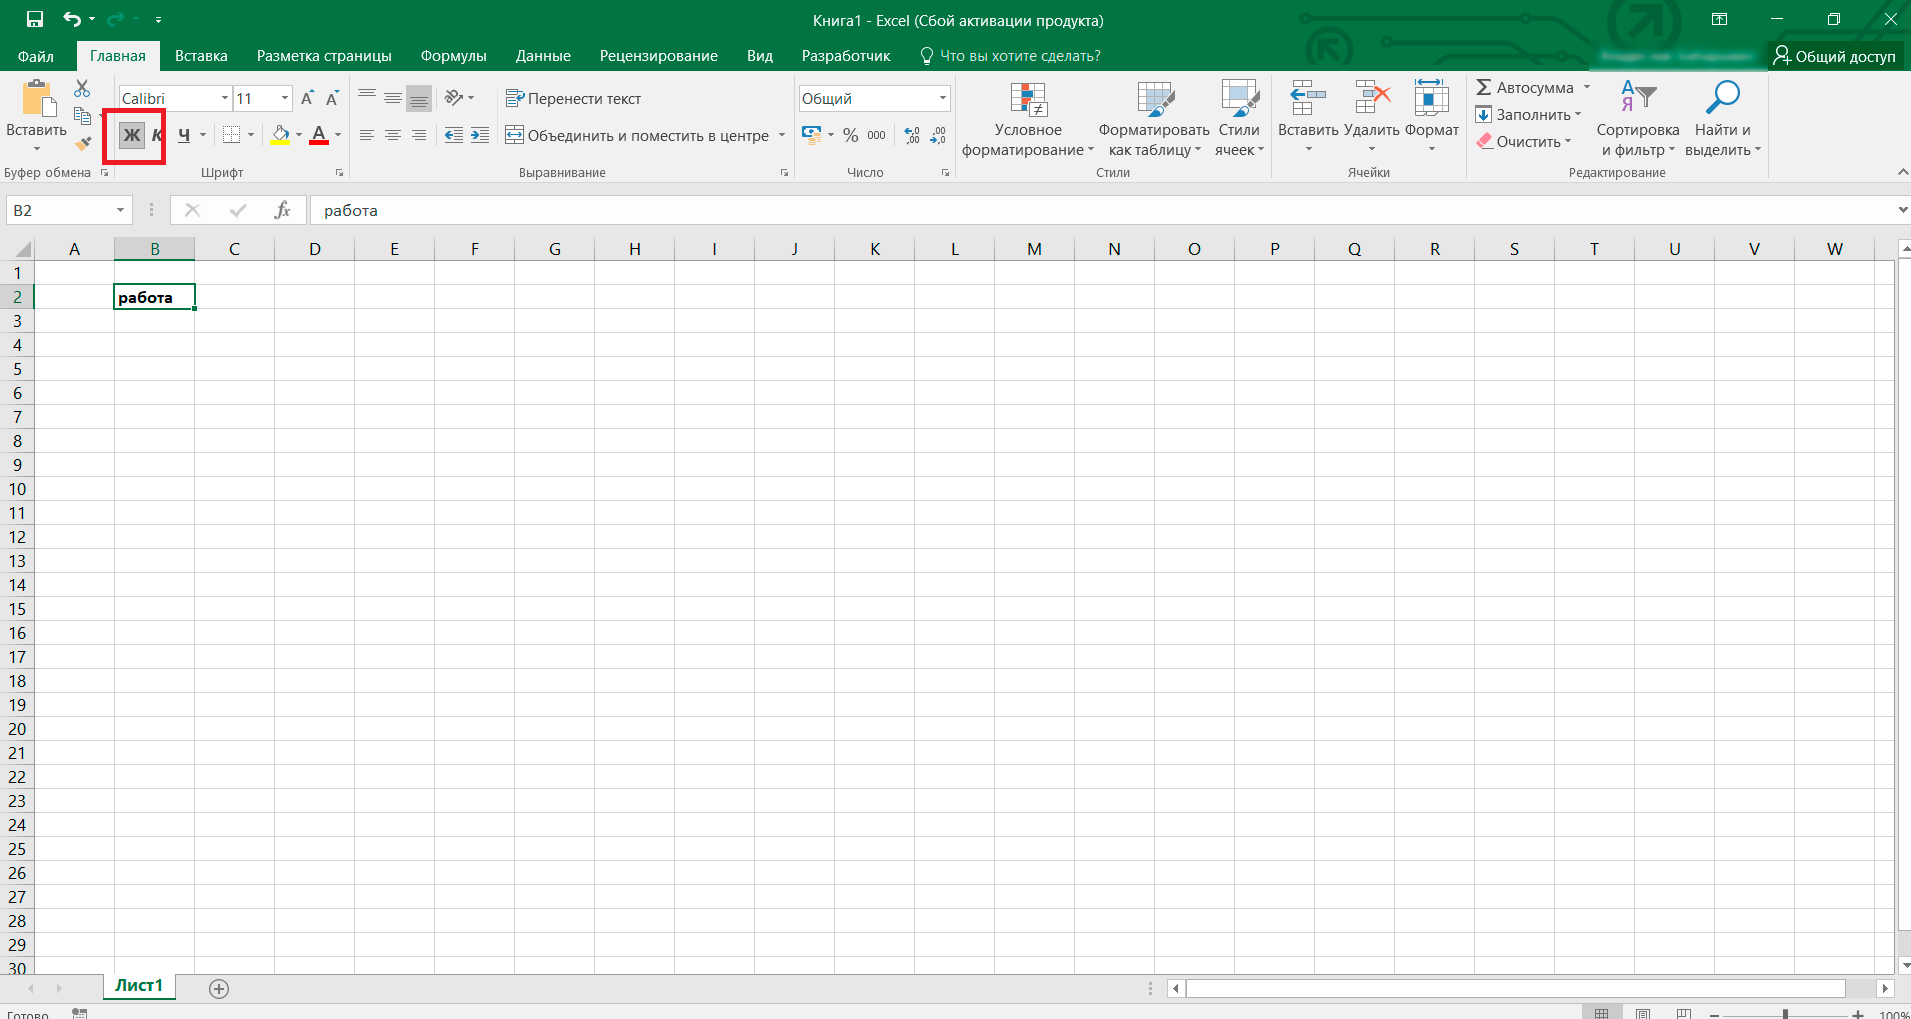 Книга1 - Excel (Сбой активации продукта)
Файл Главная Вставка Разметка страницы Формулы Данные Рецензирование Вид Разработчик Что вы хотите сделать? Общий доступ
Calibri 11 Перенести текст Общий Автосумма
Вставить Ж К Ч А Объединить и поместить в центре % 000 Условное форматирование Форматировать как таблицу Стили ячеек Вставить Удалить Формат Заполнить Сортировка и фильтр Найти и выделить
Очистить
Буфер обмена Шрифт Выравнивание Число Стили Ячейки Редактирование
B2 fx работа
A B C D E F G H I J K L M N O P Q R S T U V W
1
2 работа
3
4
5
6
7
8
9
10
11
12
13
14
15
16
17
18
19
20
21
22
23
24
25
26
27
28
29
30
Лист1
Готово 100%